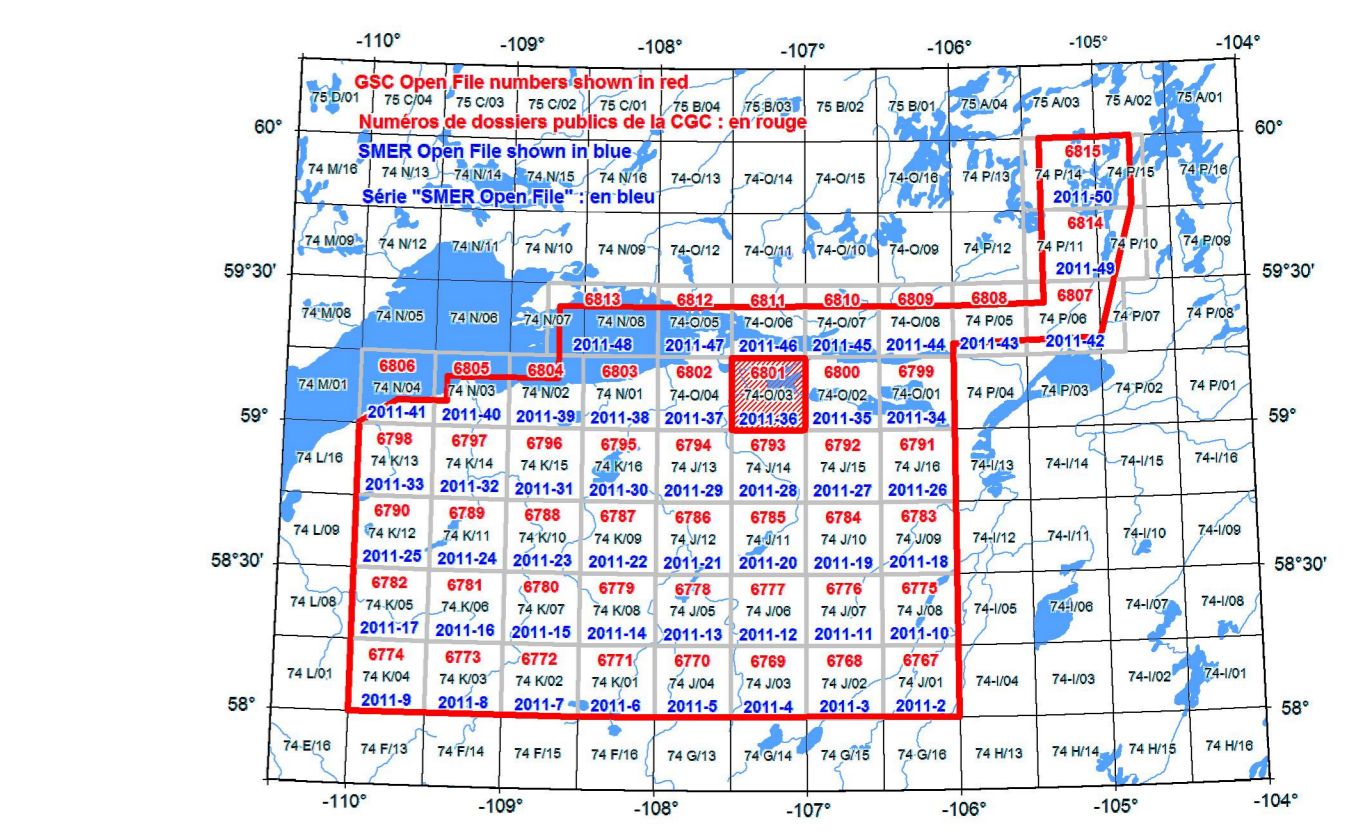 -110° -109° -108° -107° -106° -105° -104°
GSC Open File numbers shown in red
75 D/01 75 C/04 75 C/03 75 C/02 75 C/01 75 B/04 75 B/03 75 B/02 75 B/01 75 A/04 75 A/03 75 A/02 75 A/01
Numéros de dossiers publics de la CGC : en rouge
60° 60°
SMER Open File shown in blue
6815
74 M/16 74 N/13 74 N/14 74 N/15 74 N/16 74-O/13 74-O/14 74-O/15 74-O/16 74 P/13 74 P/14 74 P/15 74 P/16
Série "SMER Open File" : en bleu
2011-50
6814
74 M/09 74 N/12 74 N/11 74 N/10 74 N/09 74-O/12 74-O/11 74-O/10 74-O/09 74 P/12 74 P/11 74 P/10 74 P/09
2011-49
59°30' 59°30'
6813 6812 6811 6810 6809 6808 6807
74 M/08 74 N/05 74 N/06 74 N/07 74 N/08 74-O/05 74-O/06 74-O/07 74-O/08 74 P/05 74 P/06 74 P/07 74 P/08
2011-48 2011-47 2011-46 2011-45 2011-44 2011-43 2011-42
6806 6805 6804 6803 6802 6801 6800 6799
74 M/01 74 N/04 74 N/03 74 N/02 74 N/01 74-O/04 74-O/03 74-O/02 74-O/01 74 P/04 74 P/03 74 P/02 74 P/01
2011-41 2011-40 2011-39 2011-38 2011-37 2011-36 2011-35 2011-34
59° 59°
6798 6797 6796 6795 6794 6793 6792 6791
74 L/16 74 K/13 74 K/14 74 K/15 74 K/16 74 J/13 74 J/14 74 J/15 74 J/16 74-I/13 74-I/14 74-I/15 74-I/16
2011-33 2011-32 2011-31 2011-30 2011-29 2011-28 2011-27 2011-26
6790 6789 6788 6787 6786 6785 6784 6783
74 L/09 74 K/12 74 K/11 74 K/10 74 K/09 74 J/12 74 J/11 74 J/10 74 J/09 74-I/12 74-I/11 74-I/10 74-I/09
2011-25 2011-24 2011-23 2011-22 2011-21 2011-20 2011-19 2011-18
58°30' 58°30'
6782 6781 6780 6779 6778 6777 6776 6775
74 L/08 74 K/05 74 K/06 74 K/07 74 K/08 74 J/05 74 J/06 74 J/07 74 J/08 74-I/05 74-I/06 74-I/07 74-I/08
2011-17 2011-16 2011-15 2011-14 2011-13 2011-12 2011-11 2011-10
6774 6773 6772 6771 6770 6769 6768 6767
74 L/01 74 K/04 74 K/03 74 K/02 74 K/01 74 J/04 74 J/03 74 J/02 74 J/01 74-I/04 74-I/03 74-I/02 74-I/01
2011-9 2011-8 2011-7 2011-6 2011-5 2011-4 2011-3 2011-2
58° 58°
74 E/16 74 F/13 74 F/14 74 F/15 74 F/16 74 G/13 74 G/14 74 G/15 74 G/16 74 H/13 74 H/14 74 H/15 74 H/16
-110° -109° -108° -107° -106° -105° -104°